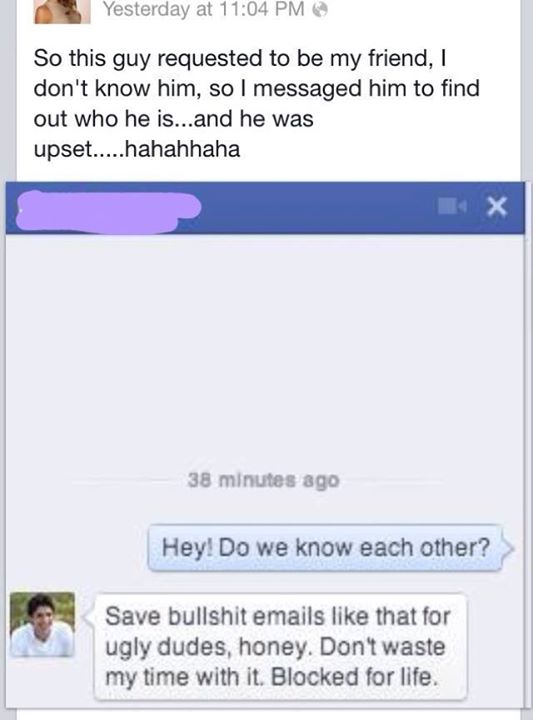 Yesterday at 11:04 PM
So this guy requested to be my friend, I
don't know him, so I messaged him to find
out who he is...and he was
upset.....hahahhaha
38 minutes ago
Hey! Do we know each other?
Save bullshit emails like that for
ugly dudes, honey. Don't waste
my time with it. Blocked for life.